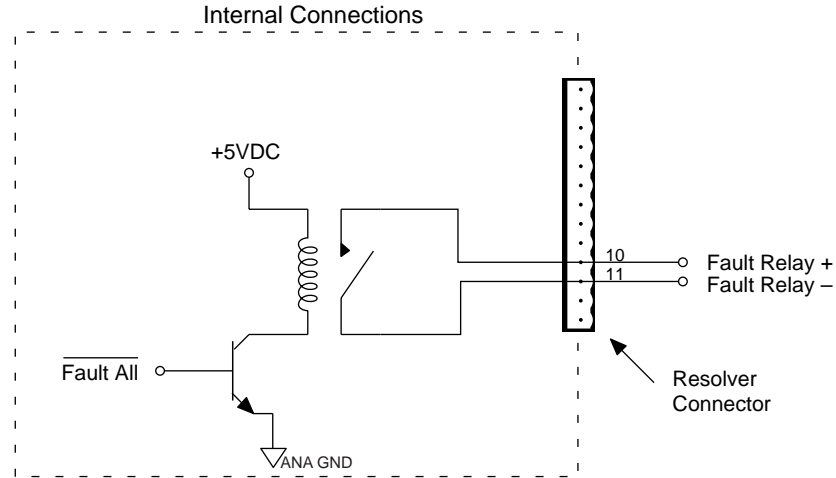 Internal Connections
+5VDC
10
Fault Relay +
11
Fault Relay –
Fault All
Resolver
Connector
ANA GND